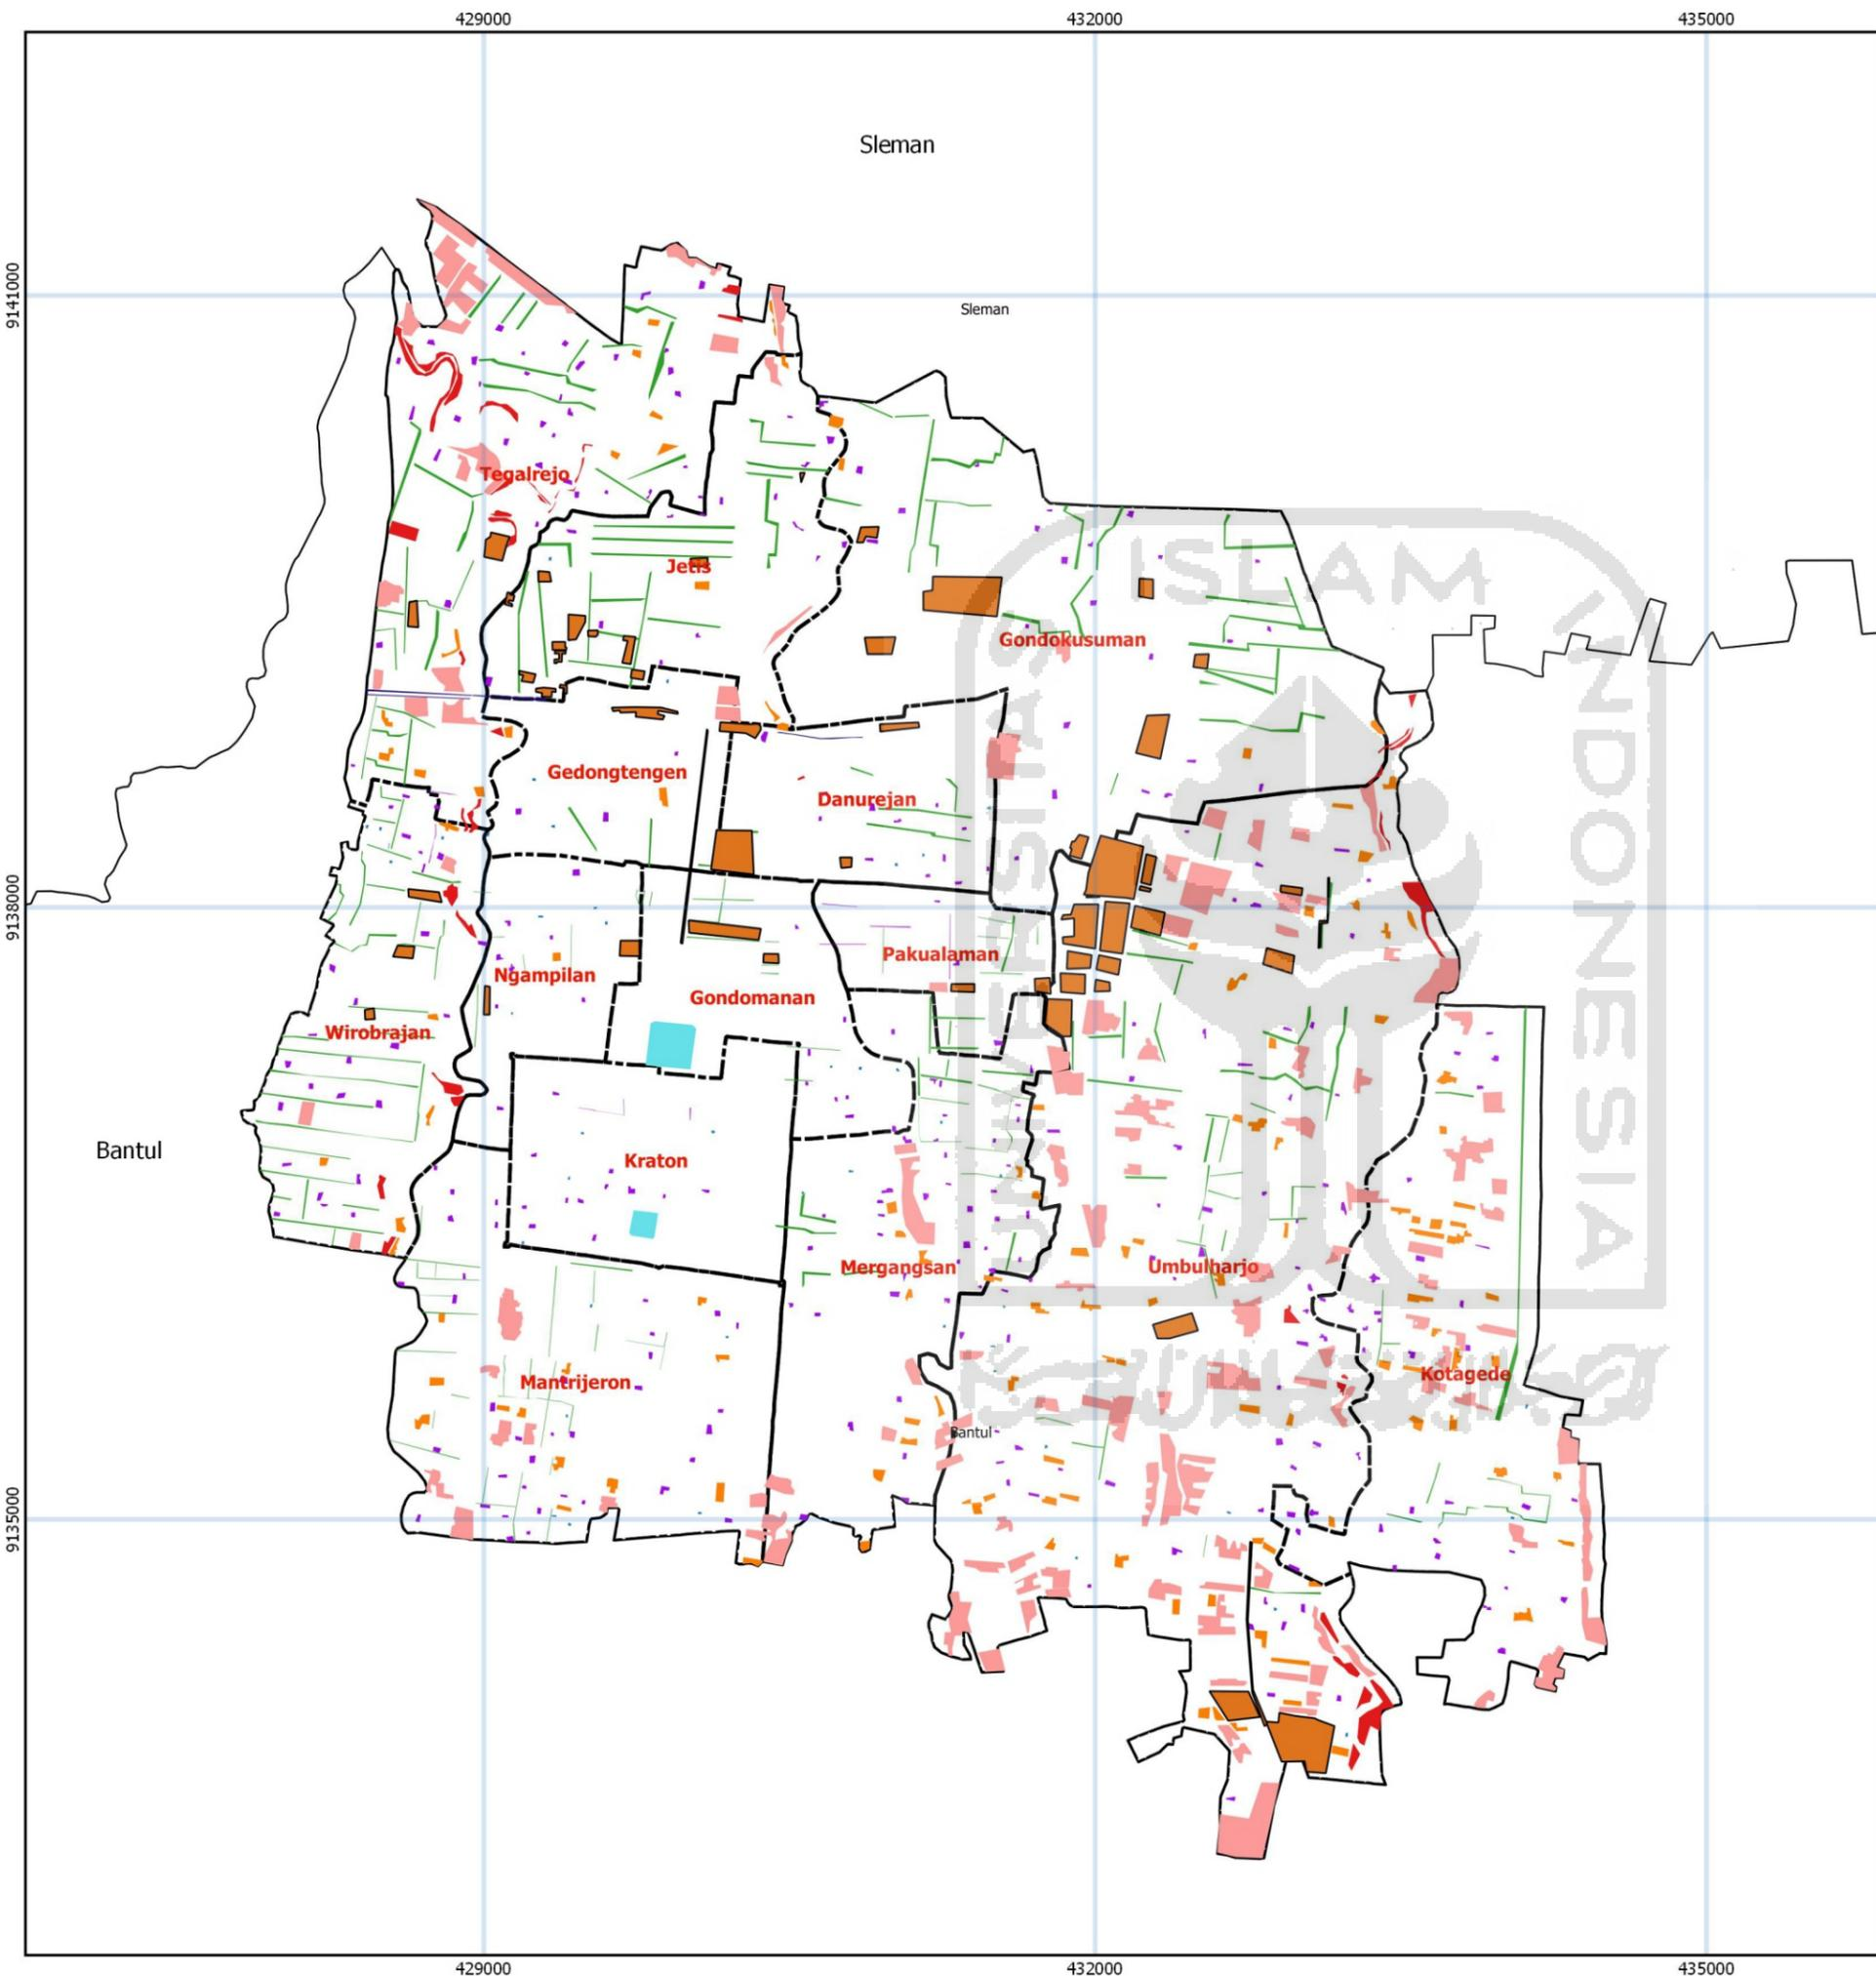 429000
432000
435000
Sleman
9141000
Sleman
Tegalrejo
ISLAM
Jetis
Gondokusuman
INDONESIA
Gedongtengen
Danurejan
9138000
Pakualaman
Ngampilan
Gondomanan
Wirobrajan
Bantul
Kraton
Mergangsan
Umbulharjo
Kotagede
Mantrijeron
Bantul
9135000
429000
432000
435000